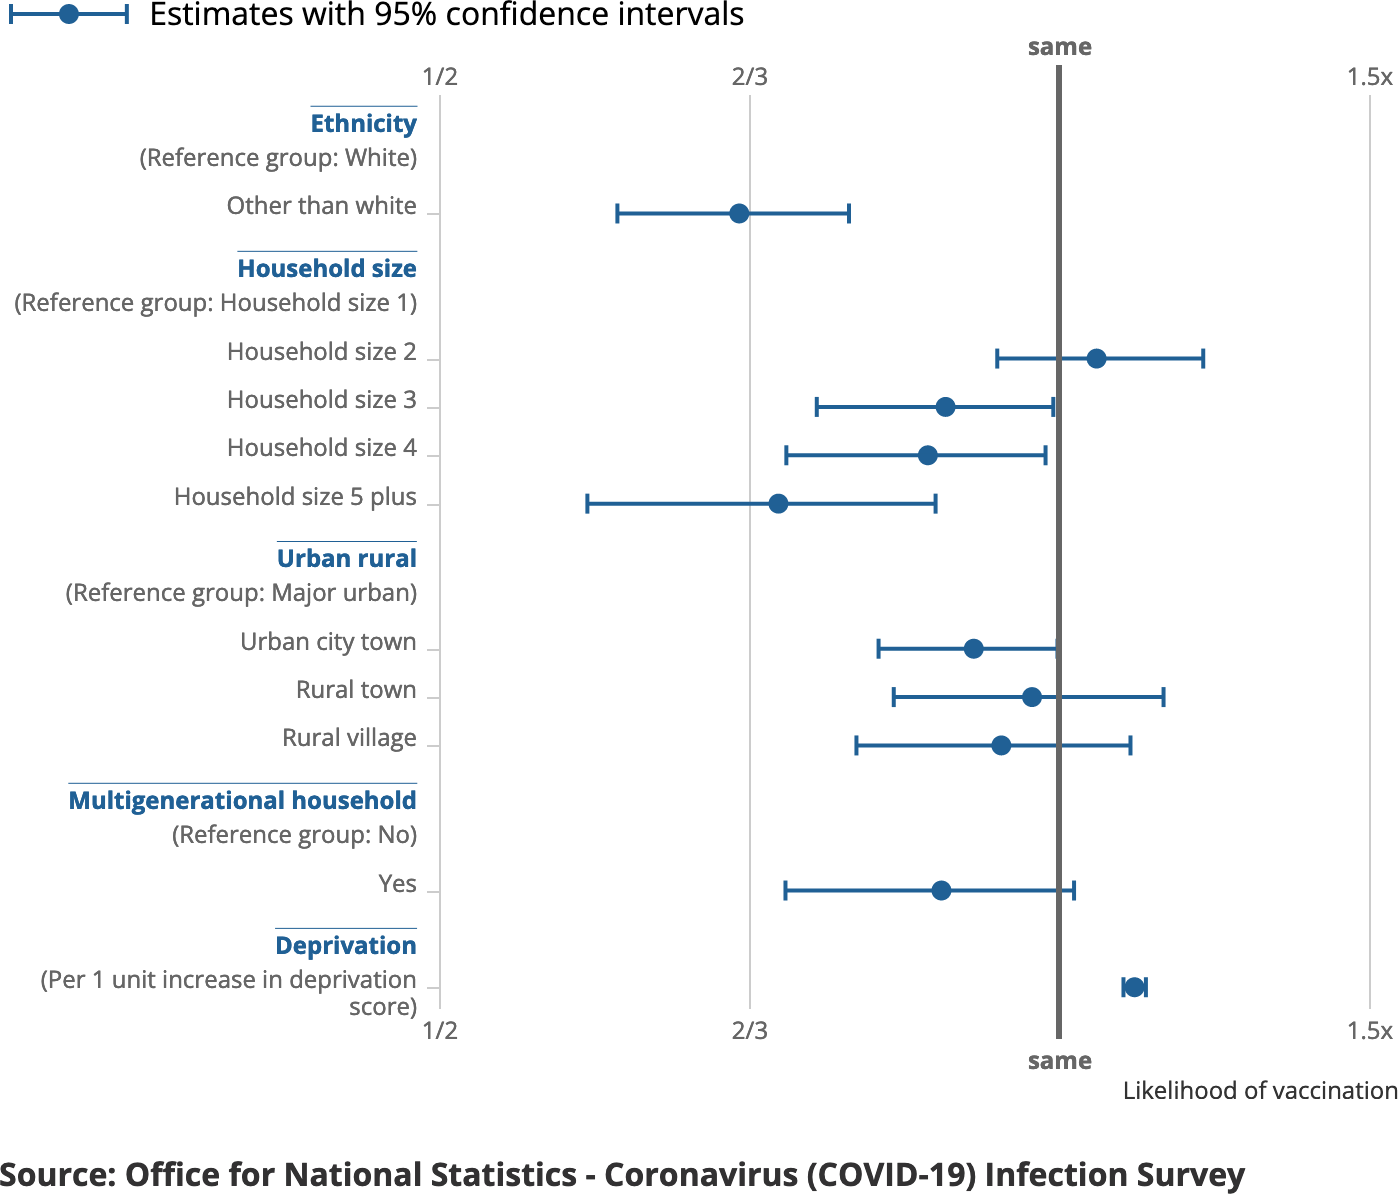 Estimates with 95% confidence intervals
same
1/2 2/3 1.5x
Ethnicity
(Reference group: White)
Other than white
Household size
(Reference group: Household size 1)
Household size 2
Household size 3
Household size 4
Household size 5 plus
Urban rural
(Reference group: Major urban)
Urban city town
Rural town
Rural village
Multigenerational household
(Reference group: No)
Yes
Deprivation
(Per 1 unit increase in deprivation
score)
1/2 2/3 1.5x
same
Likelihood of vaccination
Source: Office for National Statistics - Coronavirus (COVID-19) Infection Survey